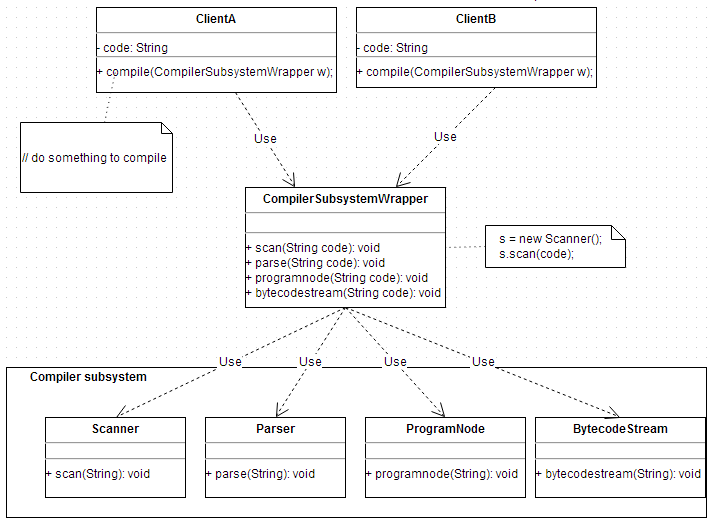 ClientA
- code: String
+ compile(CompilerSubsystemWrapper w);
ClientB
- code: String
+ compile(CompilerSubsystemWrapper w);
// do something to compile
Use
Use
CompilerSubsystemWrapper
+ scan(String code): void
+ parse(String code): void
+ programnode(String code): void
+ bytecodestream(String code): void
s = new Scanner();
s.scan(code);
Use
Use
Use
Use
Compiler subsystem
Scanner
+ scan(String): void
Parser
+ parse(String): void
ProgramNode
+ programnode(String): void
BytecodeStream
+ bytecodestream(String): void